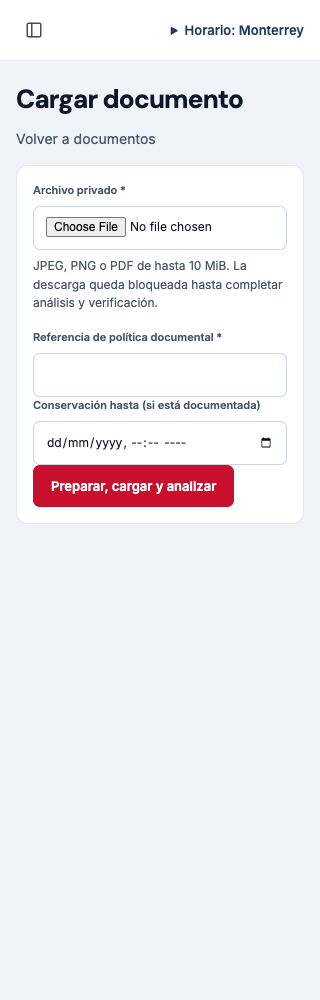 ▶ Horario: Monterrey
Cargar documento
Volver a documentos
Archivo privado *
Choose File No file chosen
JPEG, PNG o PDF de hasta 10 MiB. La
descarga queda bloqueada hasta completar
análisis y verificación.
Referencia de política documental *
Conservación hasta (si está documentada)
dd/mm/yyyy, --:-- ----
Preparar, cargar y analizar